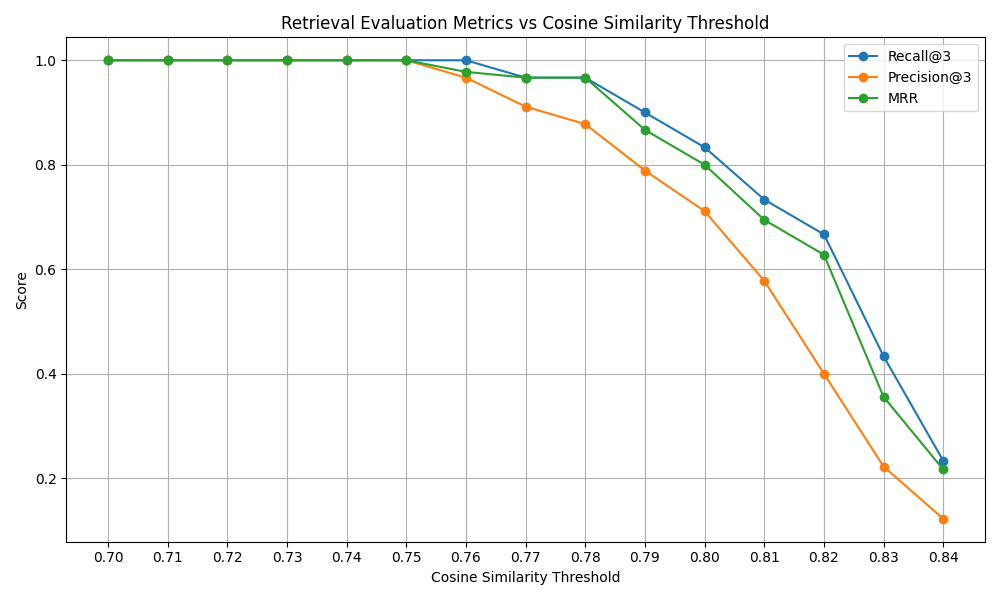 Retrieval Evaluation Metrics vs Cosine Similarity Threshold
Recall@3
Precision@3
MRR
1.0
0.8
0.6
0.4
0.2
Score
0.70 0.71 0.72 0.73 0.74 0.75 0.76 0.77 0.78 0.79 0.80 0.81 0.82 0.83 0.84
Cosine Similarity Threshold